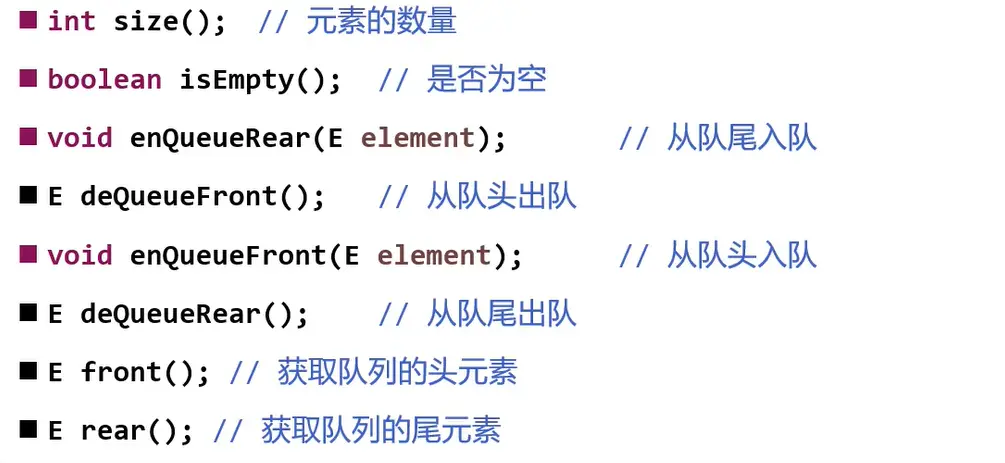 int size(); // 元素的数量
boolean isEmpty(); // 是否为空
void enQueueRear(E element); // 从队尾入队
E deQueueFront(); // 从队头出队
void enQueueFront(E element); // 从队头入队
E deQueueRear(); // 从队尾出队
E front(); // 获取队列的头元素
E rear(); // 获取队列的尾元素